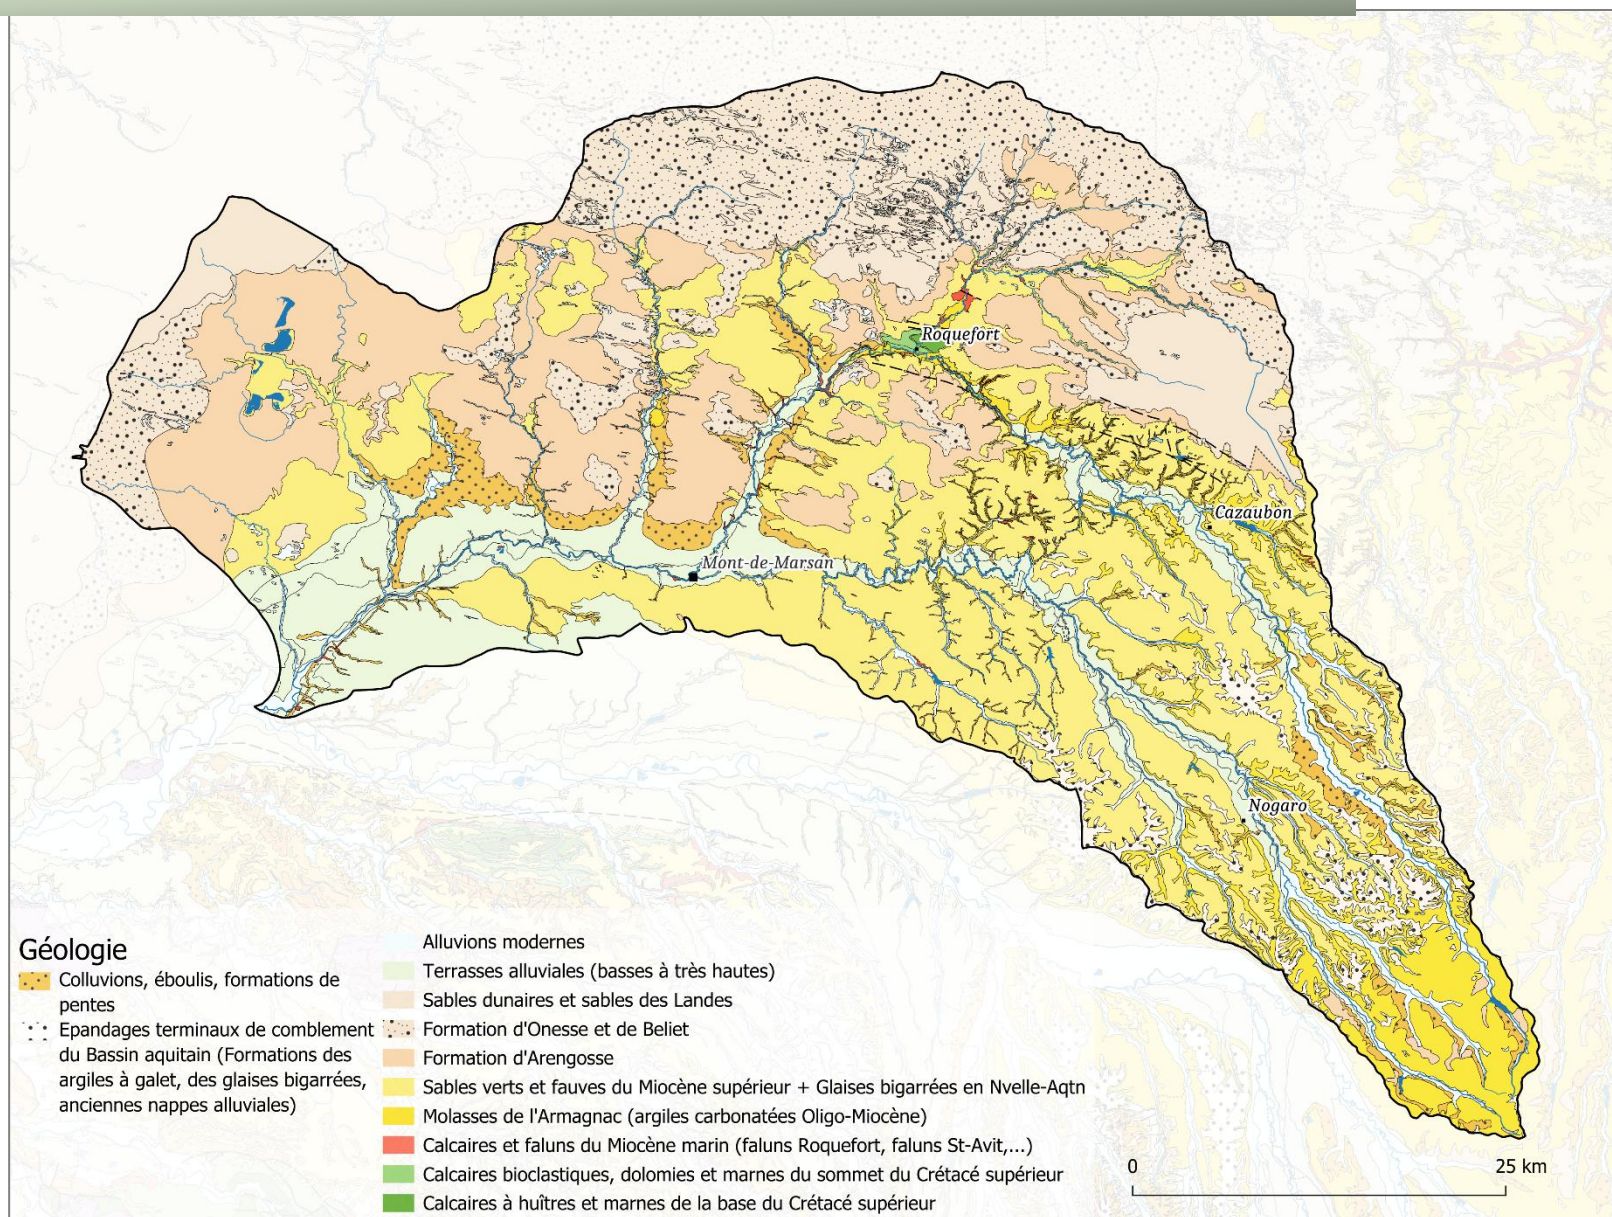 Roquefort
Cazaubon
Mont-de-Marsan
Nogaro
Géologie
Colluvions, éboulis, formations de
pentes
Epandages terminaux de comblement
du Bassin aquitain (Formations des
argiles à galet, des glaises bigarrées,
anciennes nappes alluviales)
Alluvions modernes
Terrasses alluviales (basses à très hautes)
Sables dunaires et sables des Landes
Formation d'Onesse et de Beliet
Formation d'Arengosse
Sables verts et fauves du Miocène supérieur + Glaises bigarrées en Nvelle-Aqtn
Molasses de l'Armagnac (argiles carbonatées Oligo-Miocène)
Calcaires et faluns du Miocène marin (faluns Roquefort, faluns St-Avit,...)
Calcaires bioclastiques, dolomies et marnes du sommet du Crétacé supérieur
Calcaires à huîtres et marnes de la base du Crétacé supérieur
0 25 km